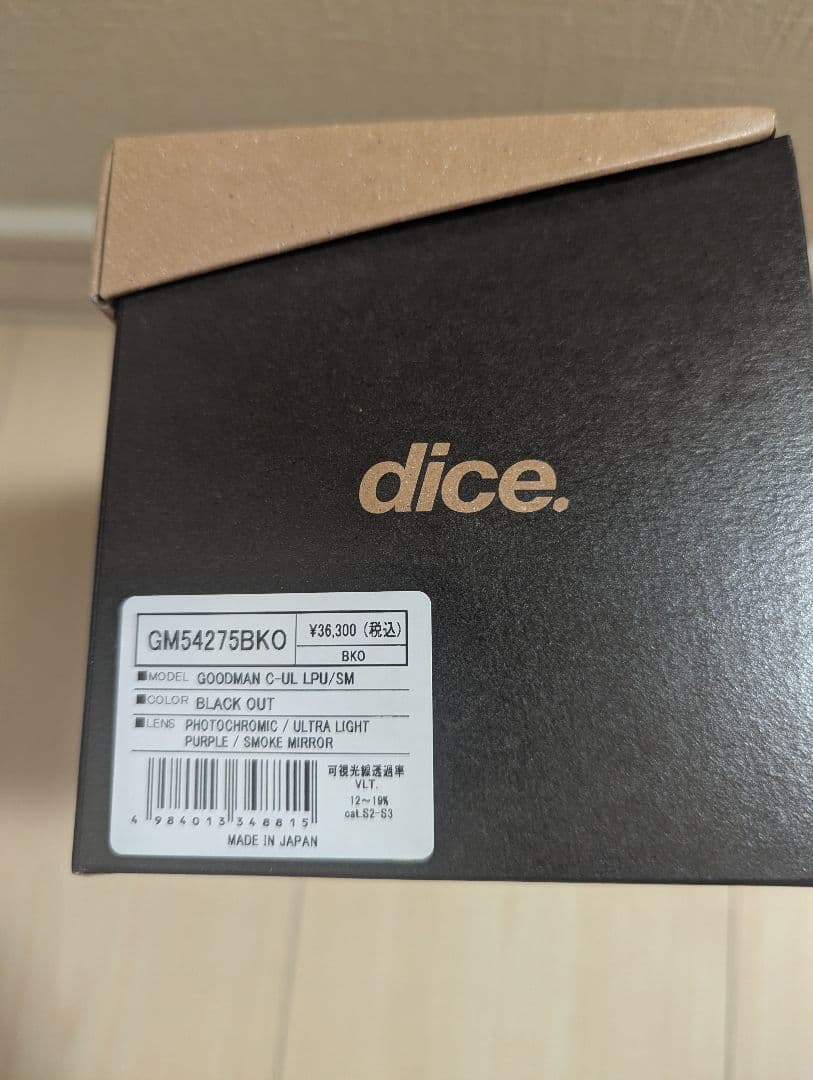 dice.
GM54275BKO
¥36,300 (税込)
BKO
■MODEL GOODMAN C-UL LPU/SM
■COLOR BLACK OUT
■LENS PHOTOCHROMIC / ULTRA LIGHT
PURPLE / SMOKE MIRROR
可視光線透過率
VLT.
12～19%
cat.S2-S3
4 984013 348815
MADE IN JAPAN